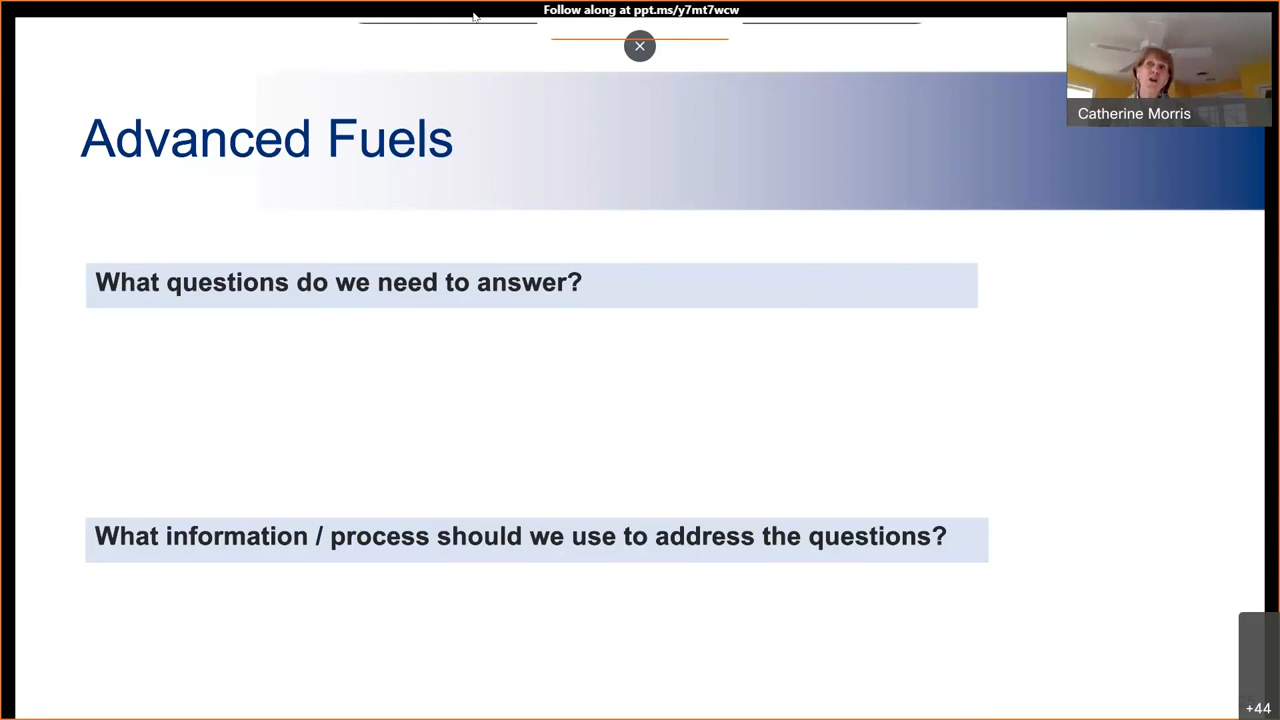 Follow along at ppt.ms/y7mt7wcw
Catherine Morris
Advanced Fuels
What questions do we need to answer?
What information / process should we use to address the questions?
+44